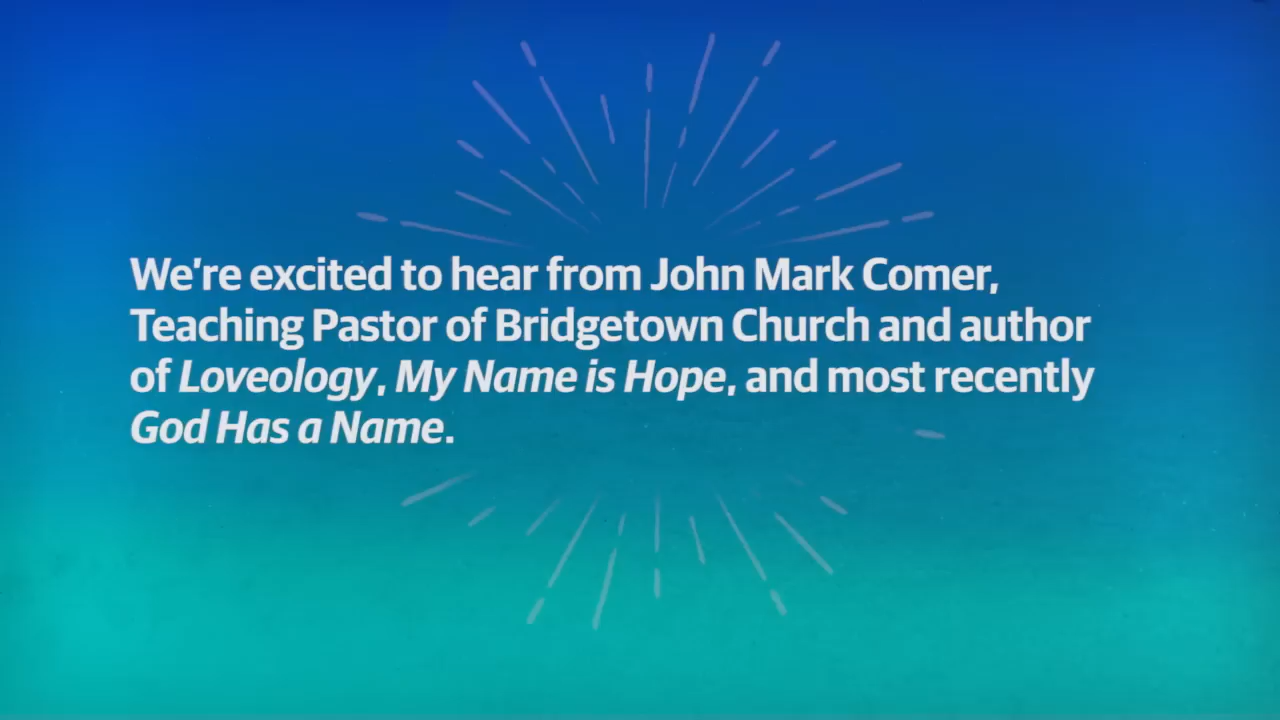 We're excited to hear from John Mark Comer,
Teaching Pastor of Bridgetown Church and author
of Loveology, My Name is Hope, and most recently
God Has a Name.